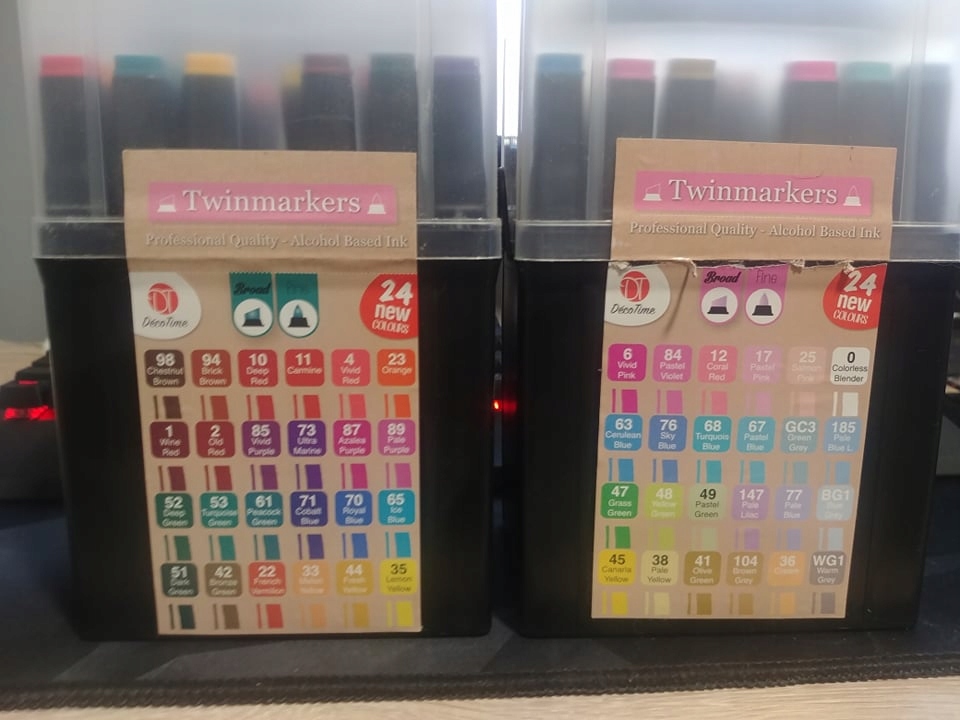 Twinmarkers
Professional Quality - Alcohol Based Ink
DT
DécoTime
Broad
Fine
24
new
COLOURS
98
Chestnut
Brown
94
Brick
Brown
10
Deep
Red
11
Carmine
4
Vivid
Red
23
Orange
1
Wine
Red
2
Old
Red
85
Vivid
Purple
73
Ultra
Marine
87
Azalea
Purple
89
Pale
Purple
52
Deep
Green
53
Turquoise
Green
61
Peacock
Green
71
Cobalt
Blue
70
Royal
Blue
65
Ice
Blue
51
Dark
Green
42
Bronze
Green
22
French
Vermilion
33
Melon
Yellow
44
Fresh
Green
35
Lemon
Yellow
Twinmarkers
Professional Quality - Alcohol Based Ink
DT
DécoTime
Broad
Fine
24
new
COLOURS
6
Vivid
Pink
84
Pastel
Violet
12
Coral
Red
17
Pastel
Pink
25
Salmon
Pink
0
Colorless
Blender
63
Cerulean
Blue
76
Sky
Blue
68
Turquois
Blue
67
Pastel
Blue
GC3
Green
Grey
185
Pale
Blue L
47
Grass
Green
48
Yellow
Green
49
Pastel
Green
147
Pale
Lilac
77
Pale
Blue
BG1
Blue
Grey
45
Canaria
Yellow
38
Pale
Yellow
41
Olive
Green
104
Brown
Grey
36
Cream
WG1
Warm
Grey